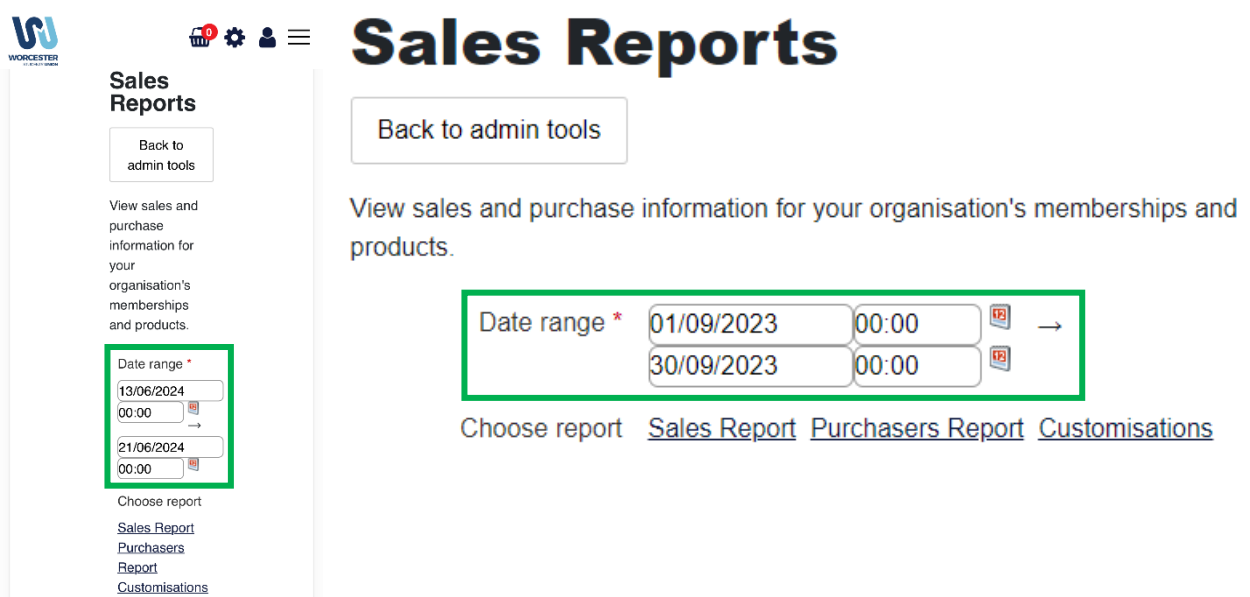 WORCESTER
0
Sales
Reports
Back to
admin tools
View sales and
purchase
information for
your
organisation's
memberships
and products.
Date range *
13/06/2024
00:00
→
21/06/2024
00:00
Choose report
Sales Report
Purchasers
Report
Customisations
Sales Reports
Back to admin tools
View sales and purchase information for your organisation's memberships and
products.
Date range * 01/09/2023 00:00 12 →
30/09/2023 00:00 12
Choose report Sales Report Purchasers Report Customisations